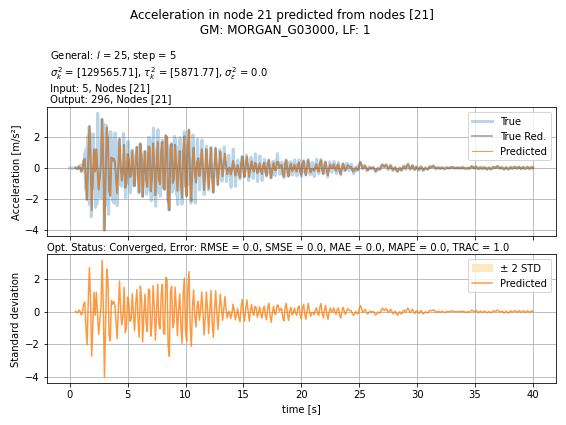 Acceleration in node 21 predicted from nodes [21]
GM: MORGAN_G03000, LF: 1
General: l = 25, step = 5
σ²ₖ = [129565.71], τ²ₖ = [5871.77], σ²ₑ = 0.0
Input: 5, Nodes [21]
Output: 296, Nodes [21]
Acceleration [m/s²]
2
0
−2
−4
True
True Red.
Predicted
Opt. Status: Converged, Error: RMSE = 0.0, SMSE = 0.0, MAE = 0.0, MAPE = 0.0, TRAC = 1.0
Standard deviation
2
0
−2
−4
± 2 STD
Predicted
0 5 10 15 20 25 30 35 40
time [s]